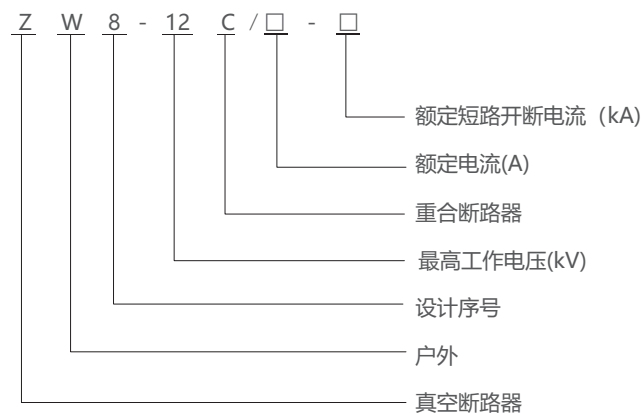 Z W 8 - 12 C / □ - □
额定短路开断电流（kA)
额定电流(A)
重合断路器
最高工作电压(kV)
设计序号
户外
真空断路器